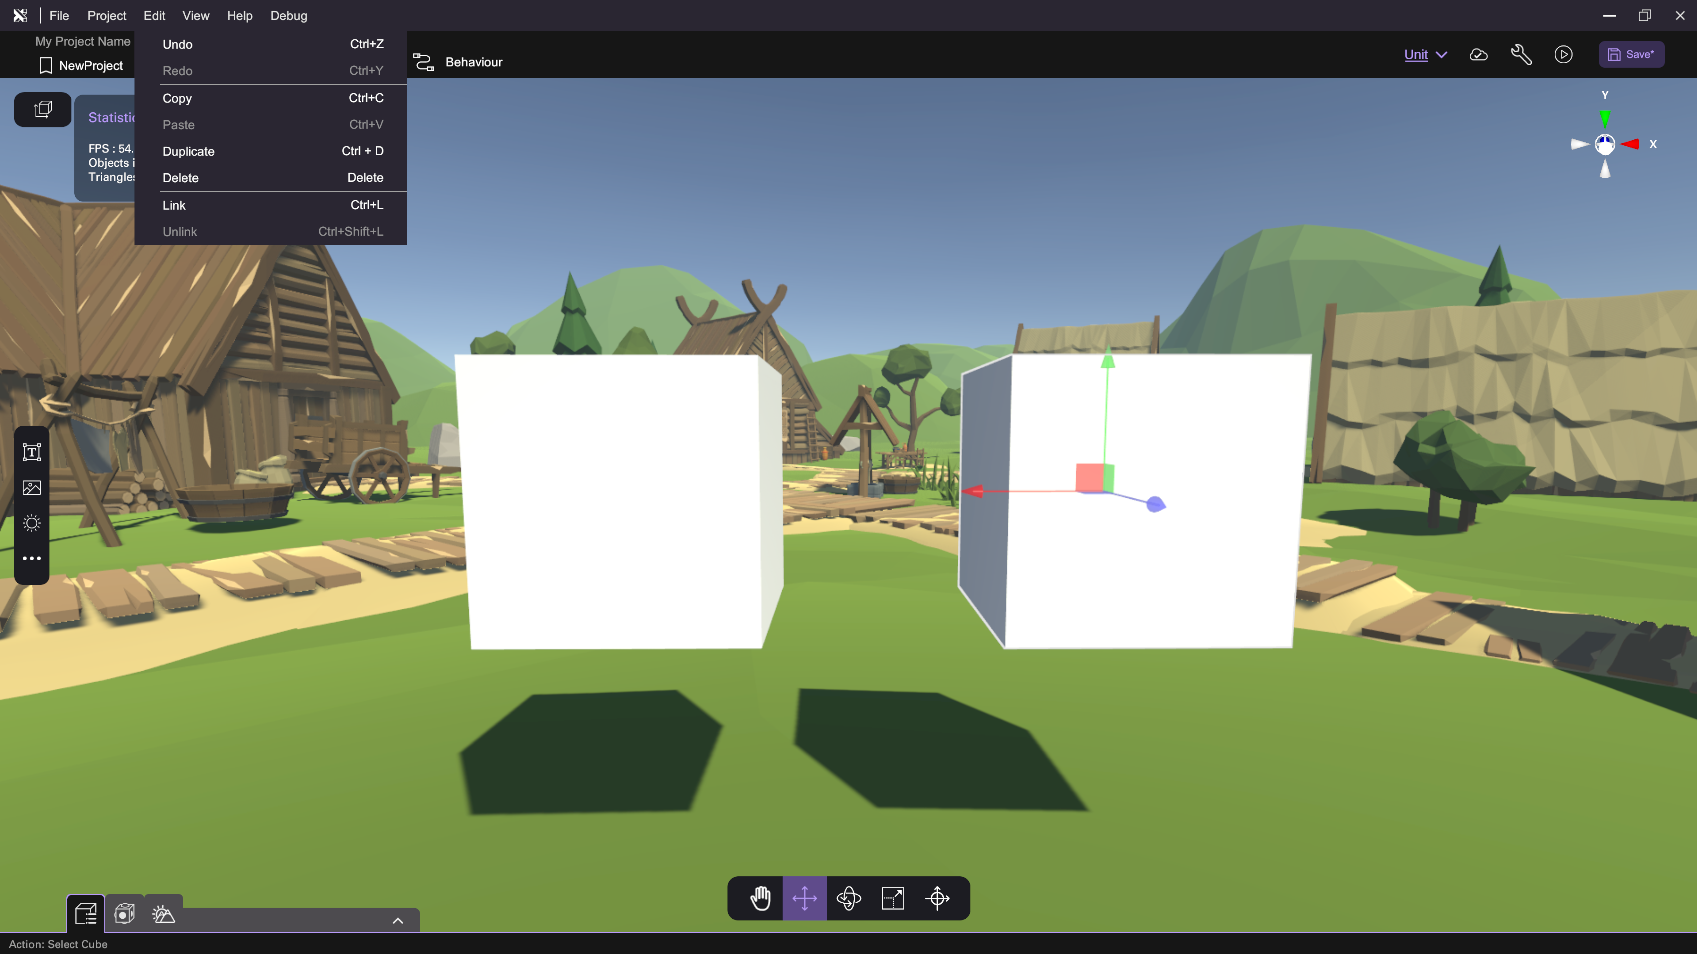 File Project Edit View Help Debug
My Project Name
NewProject
Behaviour
Unit
Save*
Undo Ctrl+Z
Redo Ctrl+Y
Copy Ctrl+C
Paste Ctrl+V
Duplicate Ctrl + D
Delete Delete
Link Ctrl+L
Unlink Ctrl+Shift+L
FPS : 54.
Objects
Y
X
T
Action: Select Cube